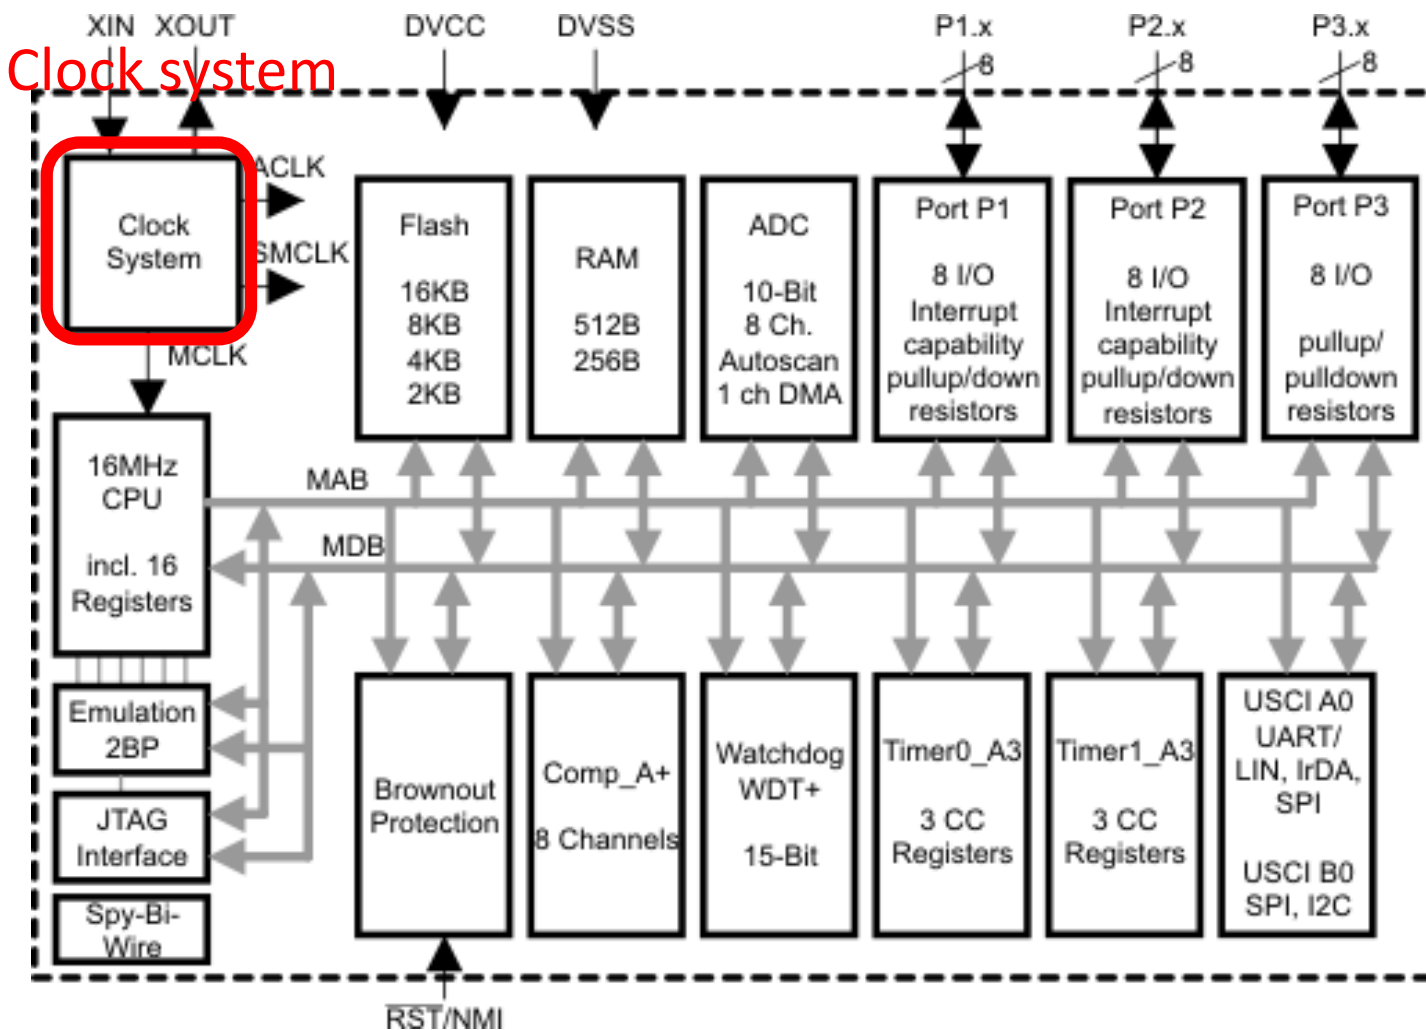 XIN XOUT DVCC DVSS P1.x P2.x P3.x
8 8 8
Clock system
ACLK
SMCLK
MCLK
Clock
System
Flash
16KB
8KB
4KB
2KB
RAM
512B
256B
ADC
10-Bit
8 Ch.
Autoscan
1 ch DMA
Port P1
8 I/O
Interrupt
capability
pullup/down
resistors
Port P2
8 I/O
Interrupt
capability
pullup/down
resistors
Port P3
8 I/O
pullup/
pulldown
resistors
16MHz
CPU
incl. 16
Registers
MAB
MDB
Emulation
2BP
JTAG
Interface
Spy-Bi-
Wire
Brownout
Protection
Comp_A+
8 Channels
Watchdog
WDT+
15-Bit
Timer0_A3
3 CC
Registers
Timer1_A3
3 CC
Registers
USCI A0
UART/
LIN, IrDA,
SPI
USCI B0
SPI, I2C
RST/NMI